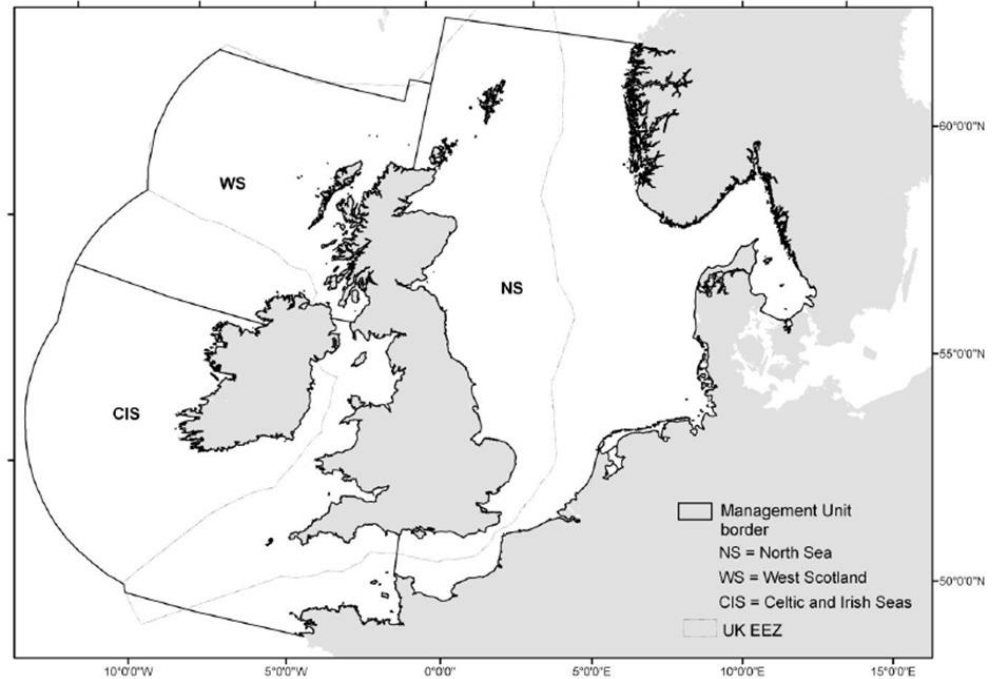 60°0'0"N
WS
NS
55°0'0"N
CIS
Management Unit
border
NS = North Sea
WS = West Scotland
50°0'0"N
CIS = Celtic and Irish Seas
UK EEZ
10°0'0"W 5°0'0"W 0°0'0" 5°0'0"E 10°0'0"E 15°0'0"E